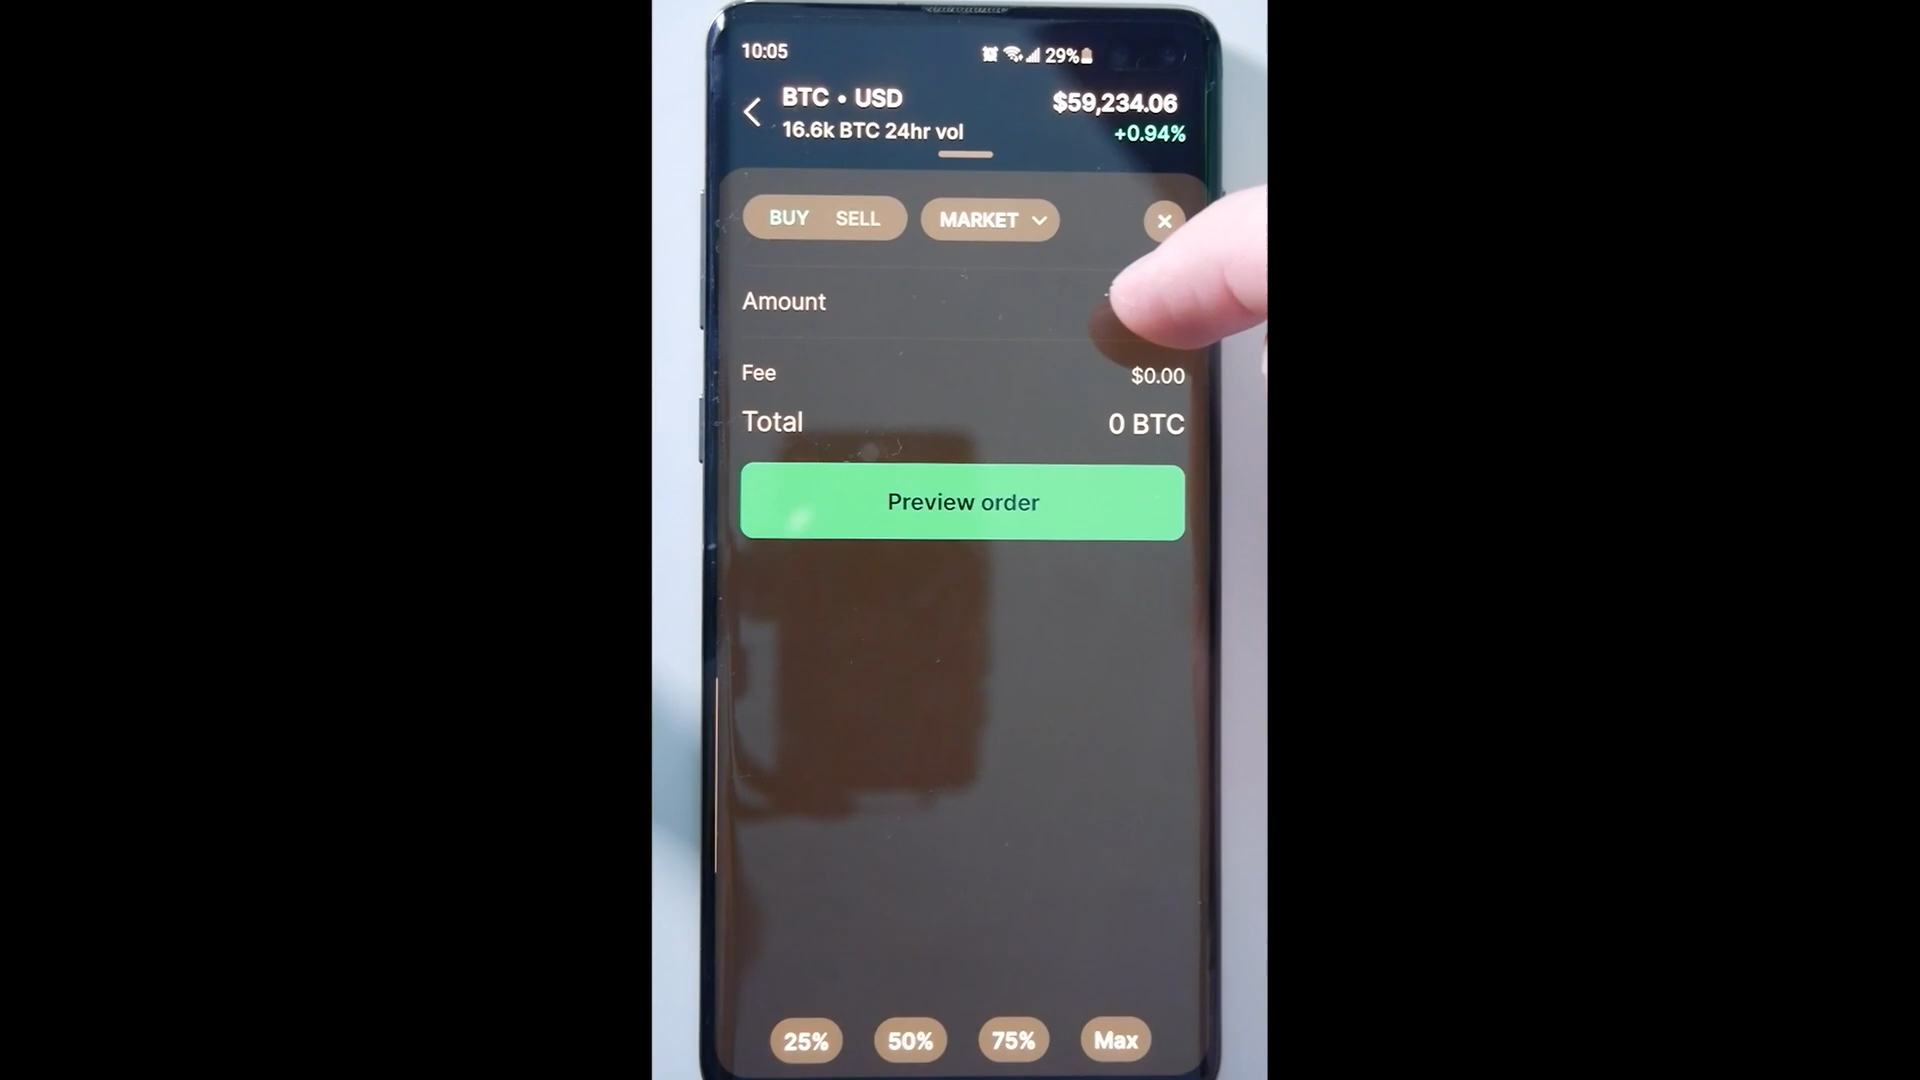 10:05
29%
BTC • USD
$59,234.06
16.6k BTC 24hr vol
+0.94%
BUY SELL MARKET
Amount
Fee
$0.00
Total
0 BTC
Preview order
25% 50% 75% Max